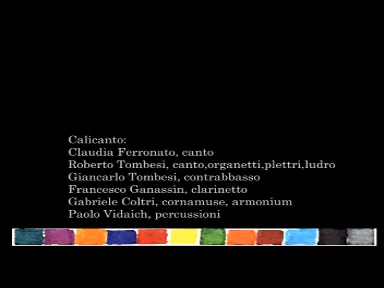 Calicanto:
Claudia Ferronato, canto
Roberto Tombesi, canto,organetti,plettri,ludro
Giancarlo Tombesi, contrabbasso
Francesco Ganassin, clarinetto
Gabriele Coltri, cornamuse, armonium
Paolo Vidaich, percussioni